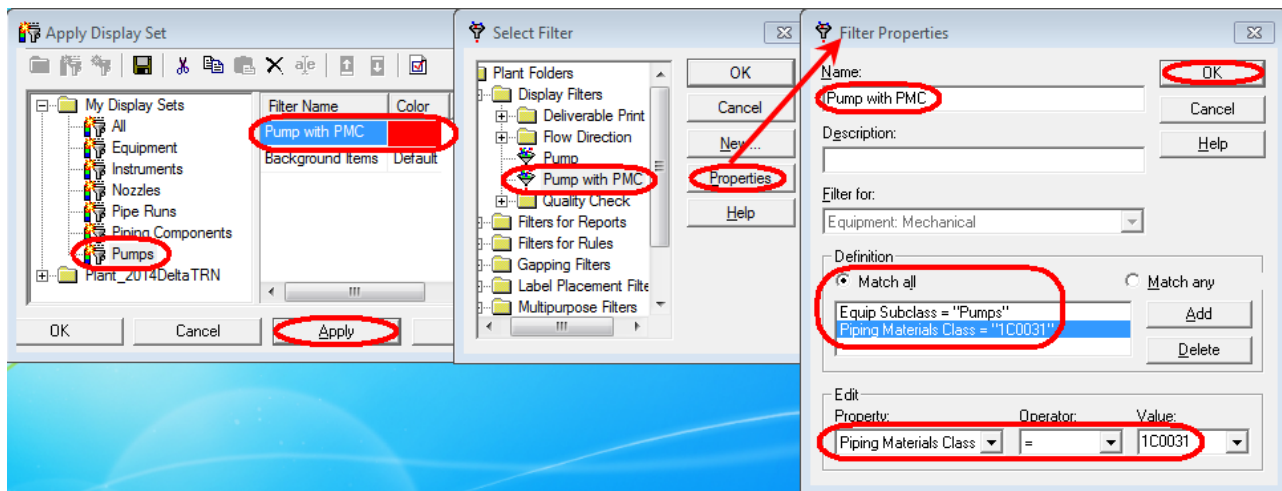 Apply Display Set
My Display Sets
All
Equipment
Instruments
Nozzles
Pipe Runs
Piping Components
Pumps
Plant_2014DeltaTRN
Filter Name Color
Pump with PMC
Background Items Default
OK Cancel Apply
Select Filter
Plant Folders
Display Filters
Deliverable Print
Flow Direction
Pump
Pump with PMC
Quality Check
Filters for Reports
Filters for Rules
Gapping Filters
Label Placement Filte
Multipurpose Filters
OK
Cancel
New...
Properties
Help
Filter Properties
Name:
Pump with PMC
Description:
Filter for:
Equipment: Mechanical
OK
Cancel
Help
Definition
Match all Match any
Equip Subclass = "Pumps"
Piping Materials Class = "1C0031"
Add
Delete
Edit
Property: Operator: Value:
Piping Materials Class = 1C0031